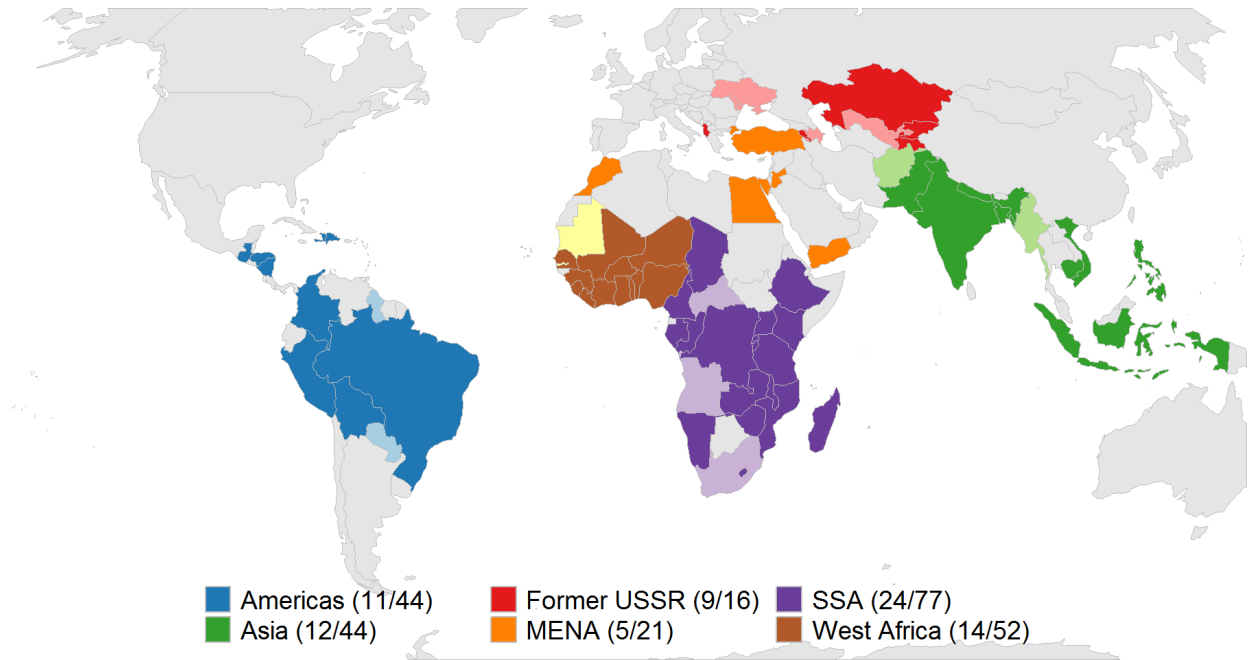 Americas (11/44) Former USSR (9/16) SSA (24/77)
Asia (12/44) MENA (5/21) West Africa (14/52)